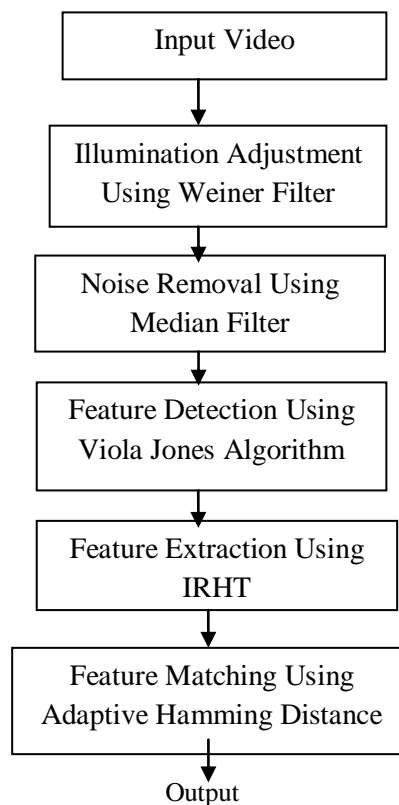 Input Video
Illumination Adjustment
Using Weiner Filter
Noise Removal Using
Median Filter
Feature Detection Using
Viola Jones Algorithm
Feature Extraction Using
IRHT
Feature Matching Using
Adaptive Hamming Distance
Output